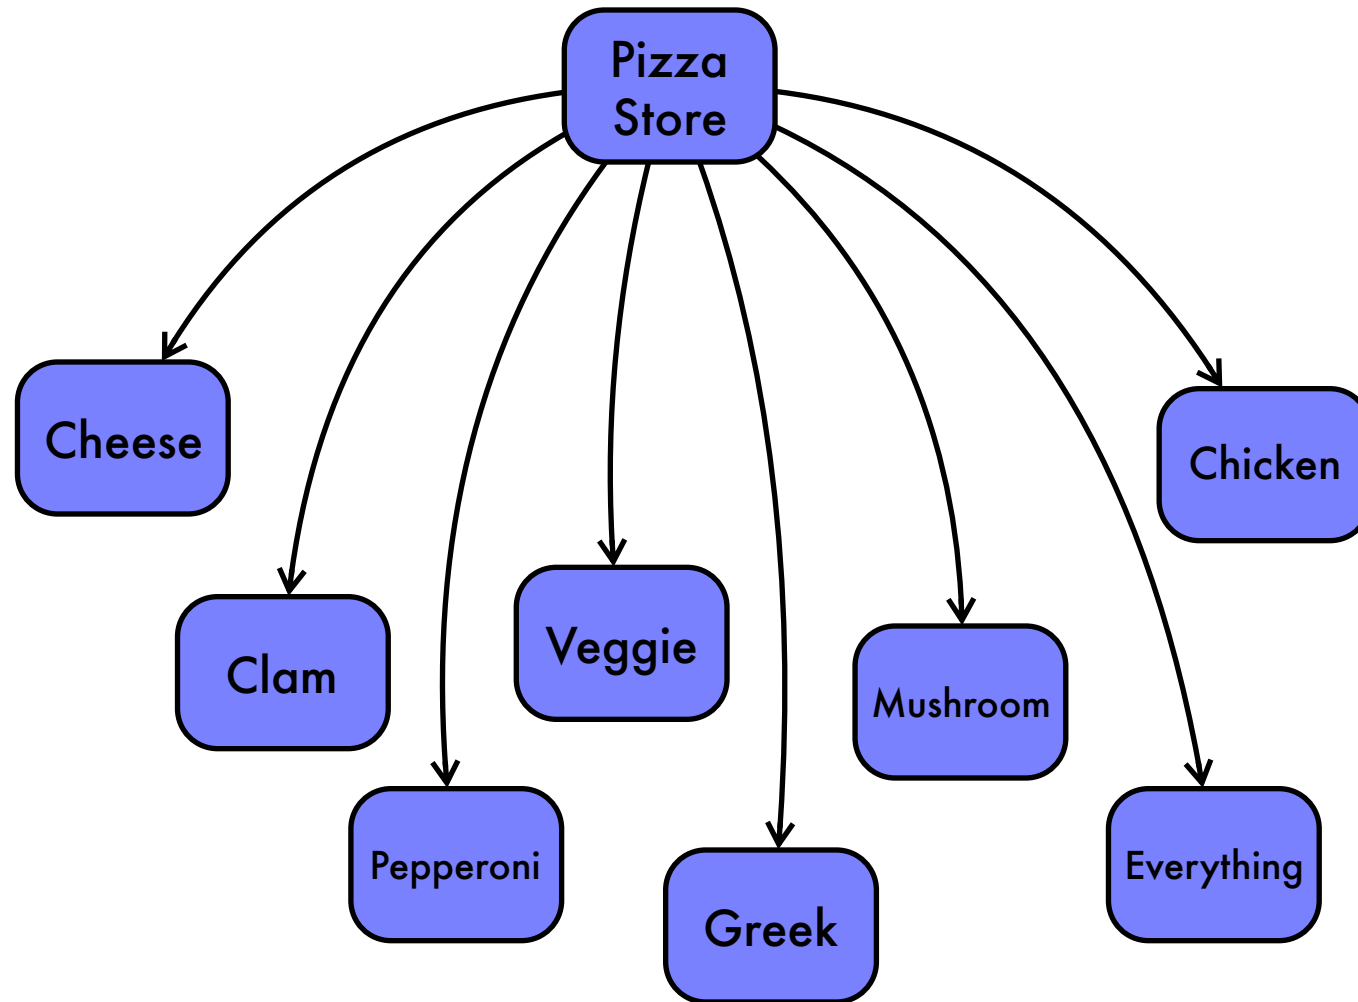 Pizza
Store
Cheese
Chicken
Veggie
Clam
Mushroom
Pepperoni
Everything
Greek